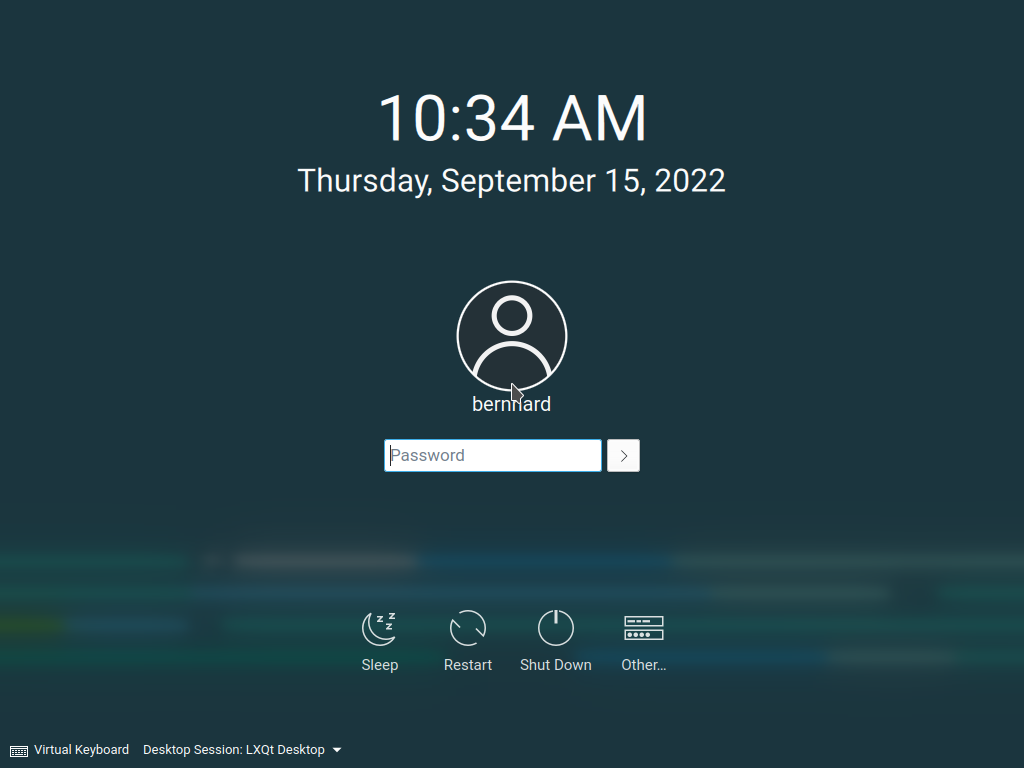 10:34 AM
Thursday, September 15, 2022
bernhard
Password
Sleep Restart Shut Down Other...
Virtual Keyboard Desktop Session: LXQt Desktop